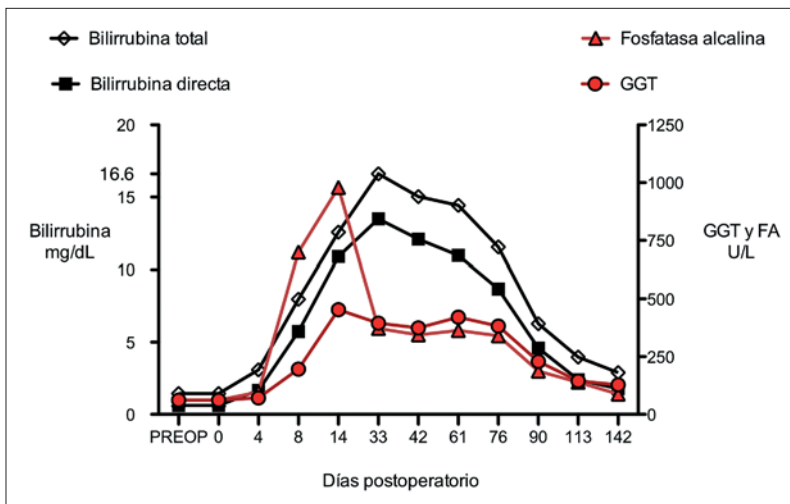 Bilirrubina total
Fosfatasa alcalina
Bilirrubina directa
GGT
20
16.6
15
10
5
0
Bilirrubina
mg/dL
1250
1000
750
500
250
0
GGT y FA
U/L
PREOP 0 4 8 14 33 42 61 76 90 113 142
Días postoperatorio